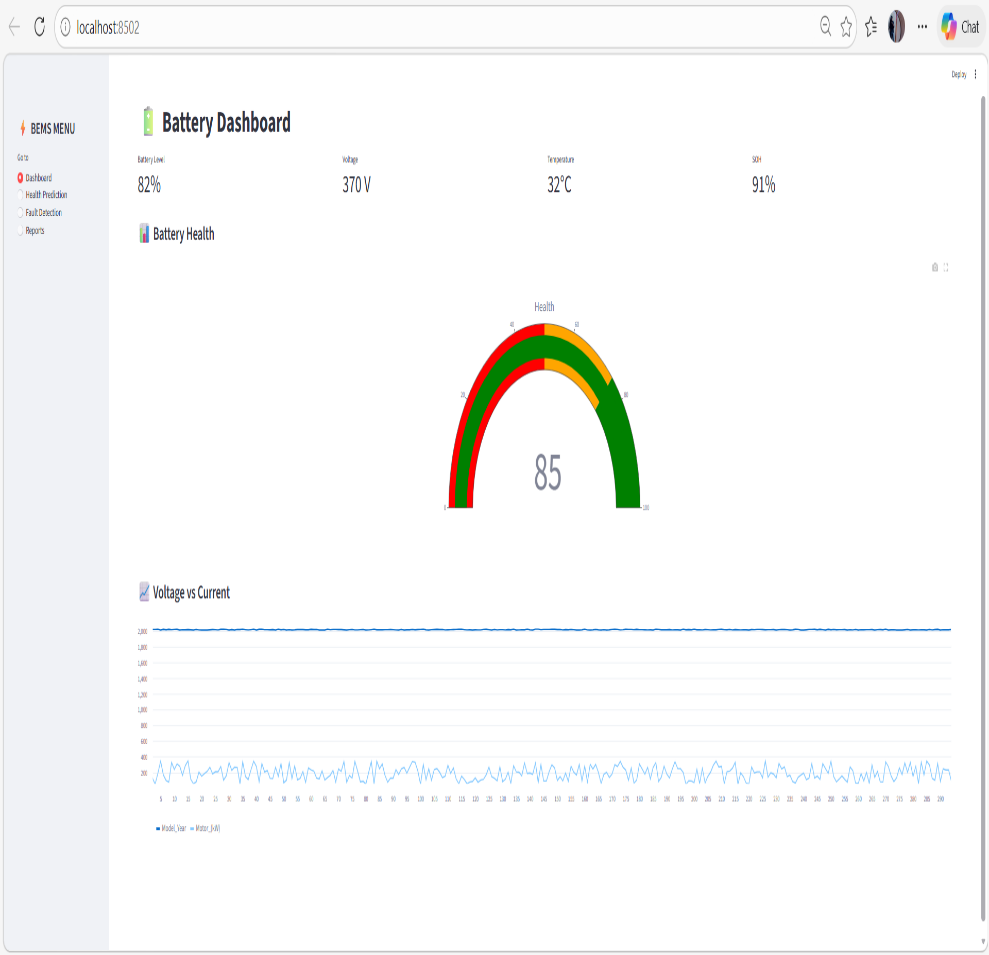 localhost:8502
Chat
Deploy
BEMS MENU
Go to
Dashboard
Health Prediction
Fault Detection
Reports
Battery Dashboard
Battery Level
82%
Voltage
370 V
Temperature
32°C
SOH
91%
Battery Health
Health
0
20
40
60
80
100
85
Voltage vs Current
2,000
1,800
1,600
1,400
1,200
1,000
800
600
400
200
5 10 15 20 25 30 35 40 45 50 55 60 65 70 75 80 85 90 95 100 105 110 115 120 125 130 135 140 145 150 155 160 165 170 175 180 185 190 195 200 205 210 215 220 225 230 235 240 245 250 255 260 265 270 275 280 285 290
Model_Year Motor_(kW)